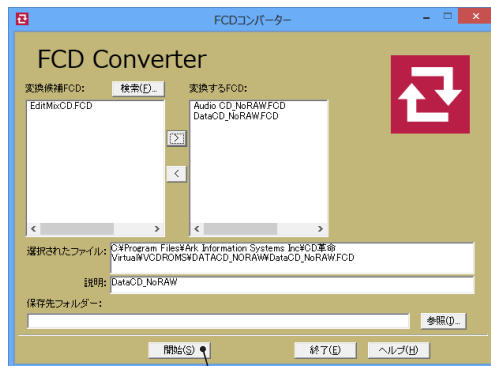 FCDコンバーター
FCD Converter
変換候補FCD:
検索(F)...
変換するFCD:
EditMixCD.FCD
Audio CD_NoRAW.FCD
DataCD_NoRAW.FCD
>
<
選択されたファイル:
C:¥Program Files¥Ark Information Systems Inc¥CD革命
Virtual¥VCDROMS¥DATACD_NORAW¥DataCD_NoRAW.FCD
説明:
DataCD_NoRAW
保存先フォルダー:
参照(I)...
開始(S)
終了(E)
ヘルプ(H)